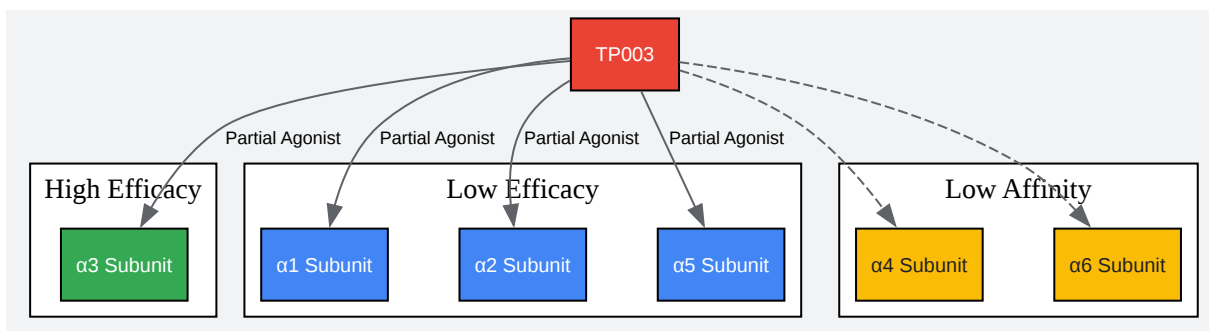 TP003
Partial Agonist
Partial Agonist
Partial Agonist
Partial Agonist
High Efficacy
Low Efficacy
Low Affinity
α3 Subunit
α1 Subunit
α2 Subunit
α5 Subunit
α4 Subunit
α6 Subunit